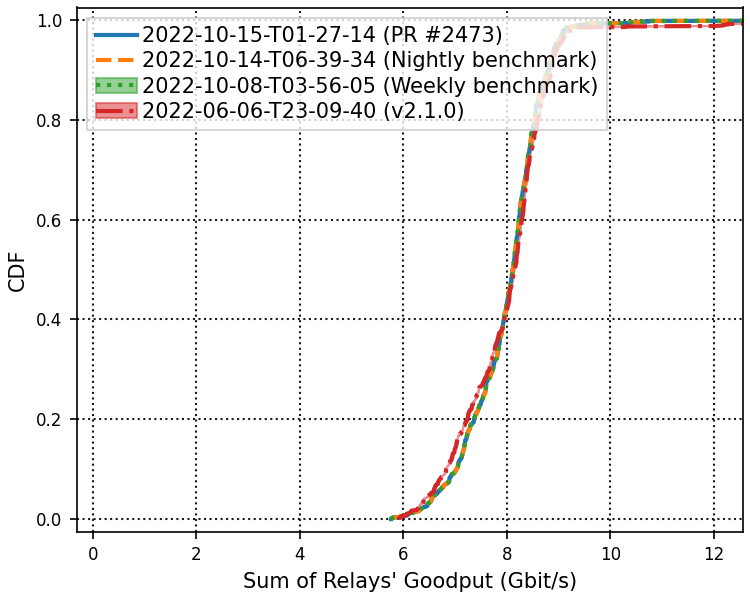 1.0
2022-10-15-T01-27-14 (PR #2473)
2022-10-14-T06-39-34 (Nightly benchmark)
2022-10-08-T03-56-05 (Weekly benchmark)
2022-06-06-T23-09-40 (v2.1.0)
0.8
0.6
CDF
0.4
0.2
0.0
0 2 4 6 8 10 12
Sum of Relays' Goodput (Gbit/s)